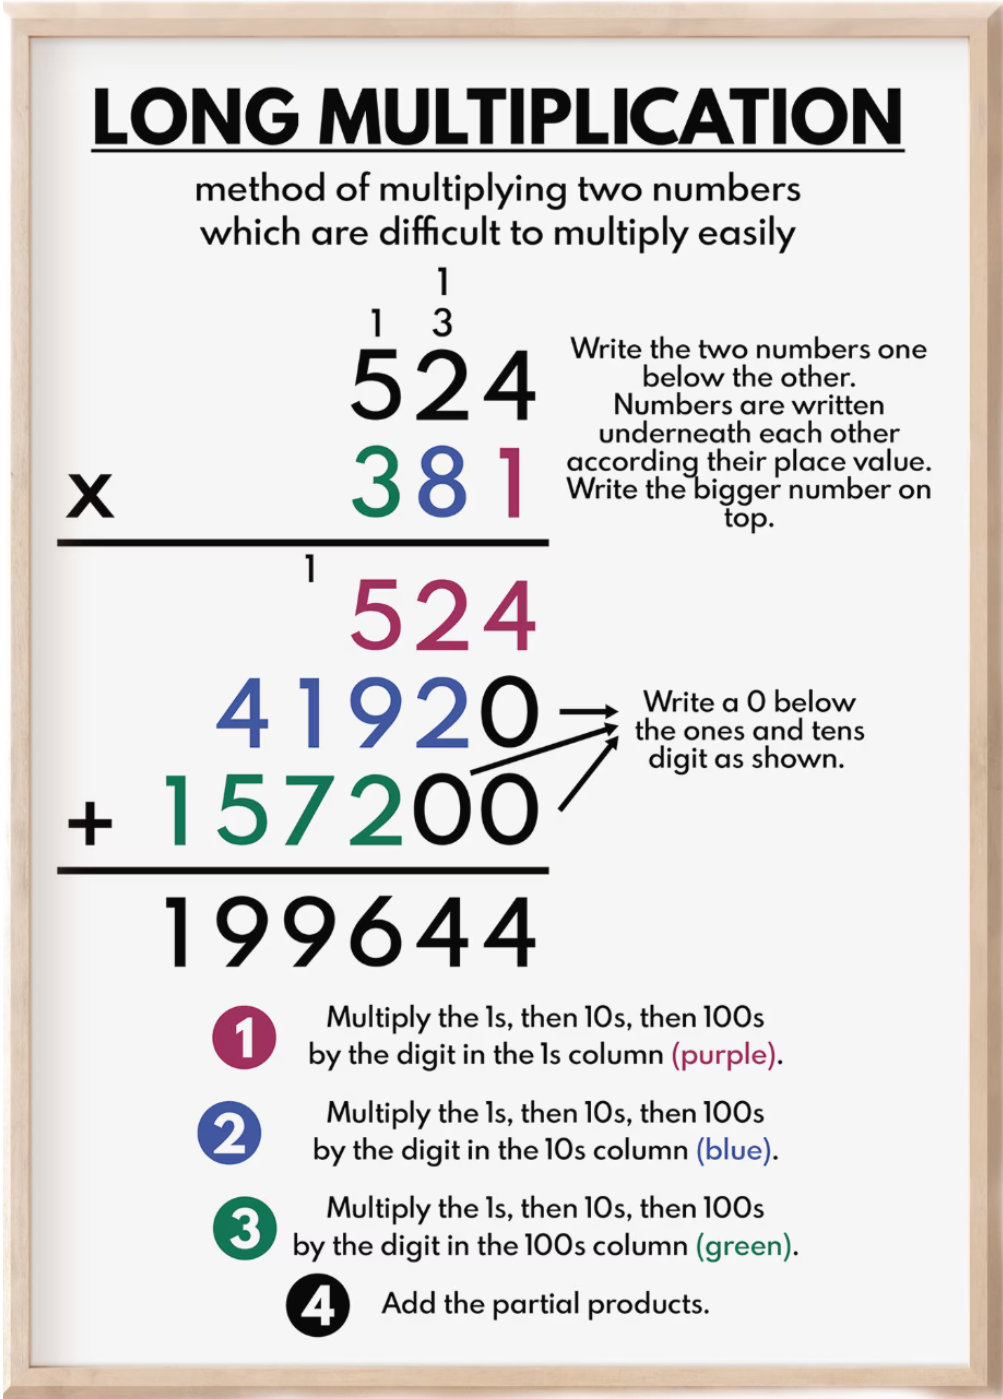 LONG MULTIPLICATION
method of multiplying two numbers
which are difficult to multiply easily
1
1 3
524
x 381
Write the two numbers one
below the other.
Numbers are written
underneath each other
according their place value.
Write the bigger number on
top.
1
524
41920
+ 157200
Write a 0 below
the ones and tens
digit as shown.
199644
1 Multiply the 1s, then 10s, then 100s
by the digit in the 1s column (purple).
2 Multiply the 1s, then 10s, then 100s
by the digit in the 10s column (blue).
3 Multiply the 1s, then 10s, then 100s
by the digit in the 100s column (green).
4 Add the partial products.